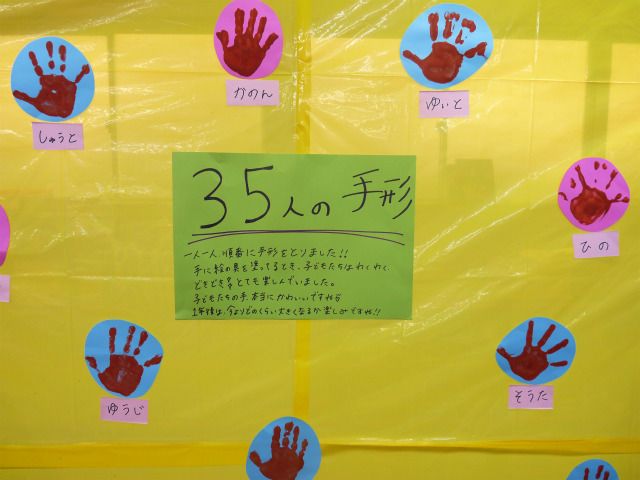 かのん
ゆいと
しゅうと
35人の手形
一人一人、順番に手形をとりました!!
手に絵の具を塗ってるとき、子どもたちはわくわく、
どきどき、とても楽しんでいました。
子どもたちの手、本当にかわいいですね
1年後は、今よりどのくらい大きくなるか楽しみですね!!
ひの
ゆうじ
そうた